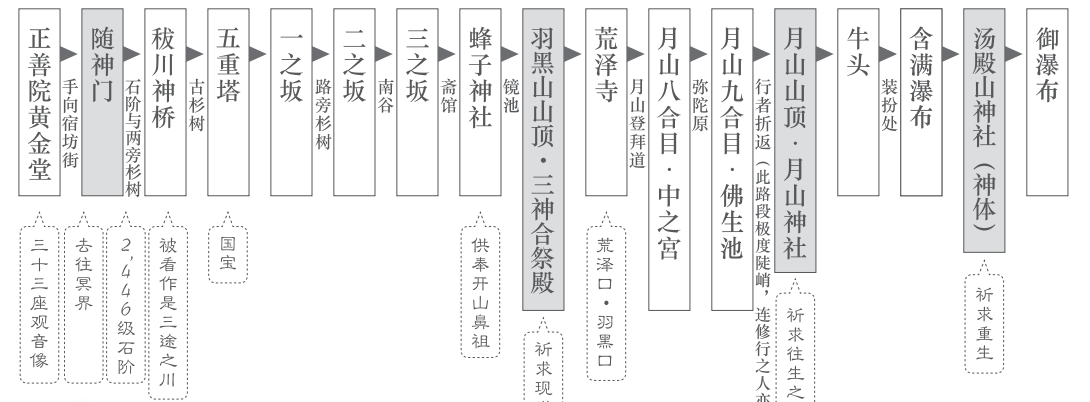 正善院黄金堂
手向宿坊街
随神门
石阶与两旁杉树
秡川神桥
古杉树
五重塔
一之坂
路旁杉树
二之坂
南谷
三之坂
斋馆
蜂子神社
镜池
羽黑山山顶·三神合祭殿
荒泽寺
月山登拜道
月山八合目·中之宫
弥陀原
月山九合目·佛生池
行者折返（此路段极度陡峭，连修行之人亦
月山山顶·月山神社
牛头
装扮处
含满瀑布
汤殿山神社（神体）
御瀑布
三十三座观音像
去往冥界
2,446级石阶
被看作是三途之川
国宝
供奉开山鼻祖
祈求现
荒泽口·羽黑口
祈求往生之
祈求重生